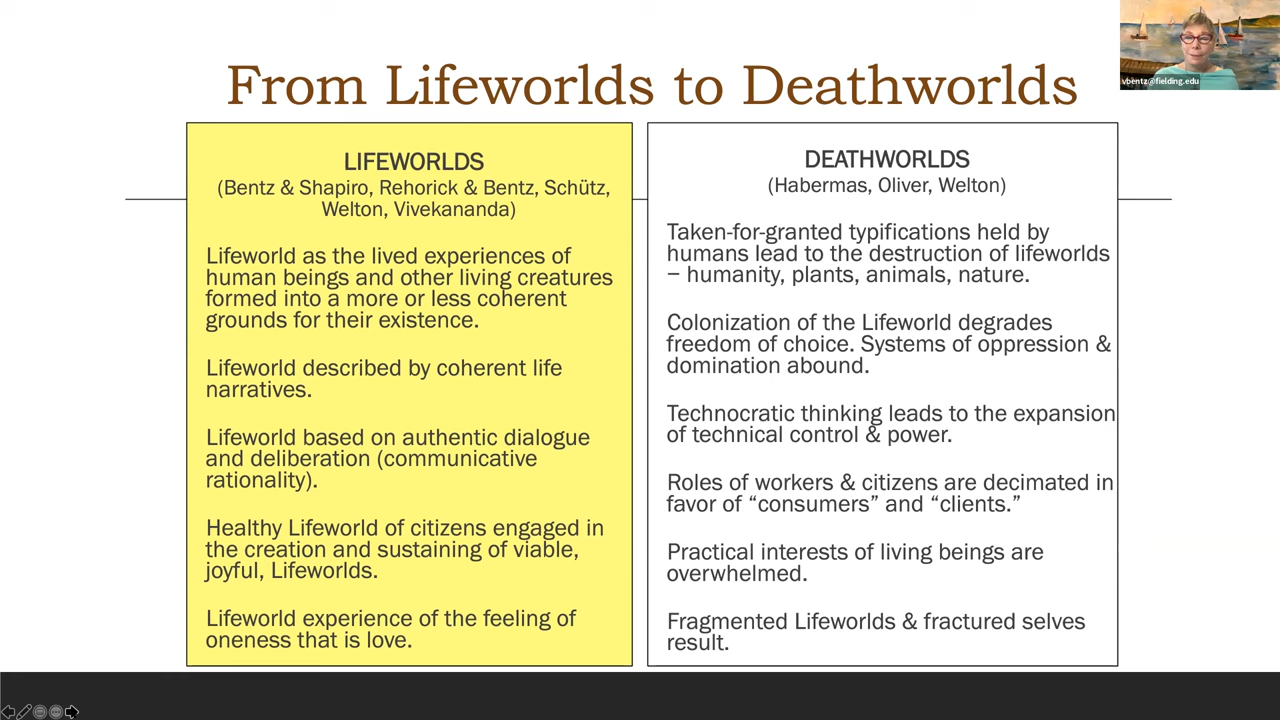 From Lifeworlds to Deathworlds
vbentz@fielding.edu
LIFEWORLDS
(Bentz & Shapiro, Rehorick & Bentz, Schütz,
Welton, Vivekananda)
Lifeworld as the lived experiences of
human beings and other living creatures
formed into a more or less coherent
grounds for their existence.
Lifeworld described by coherent life
narratives.
Lifeworld based on authentic dialogue
and deliberation (communicative
rationality).
Healthy Lifeworld of citizens engaged in
the creation and sustaining of viable,
joyful, Lifeworlds.
Lifeworld experience of the feeling of
oneness that is love.
DEATHWORLDS
(Habermas, Oliver, Welton)
Taken-for-granted typifications held by
humans lead to the destruction of lifeworlds
– humanity, plants, animals, nature.
Colonization of the Lifeworld degrades
freedom of choice. Systems of oppression &
domination abound.
Technocratic thinking leads to the expansion
of technical control & power.
Roles of workers & citizens are decimated in
favor of “consumers” and “clients.”
Practical interests of living beings are
overwhelmed.
Fragmented Lifeworlds & fractured selves
result.